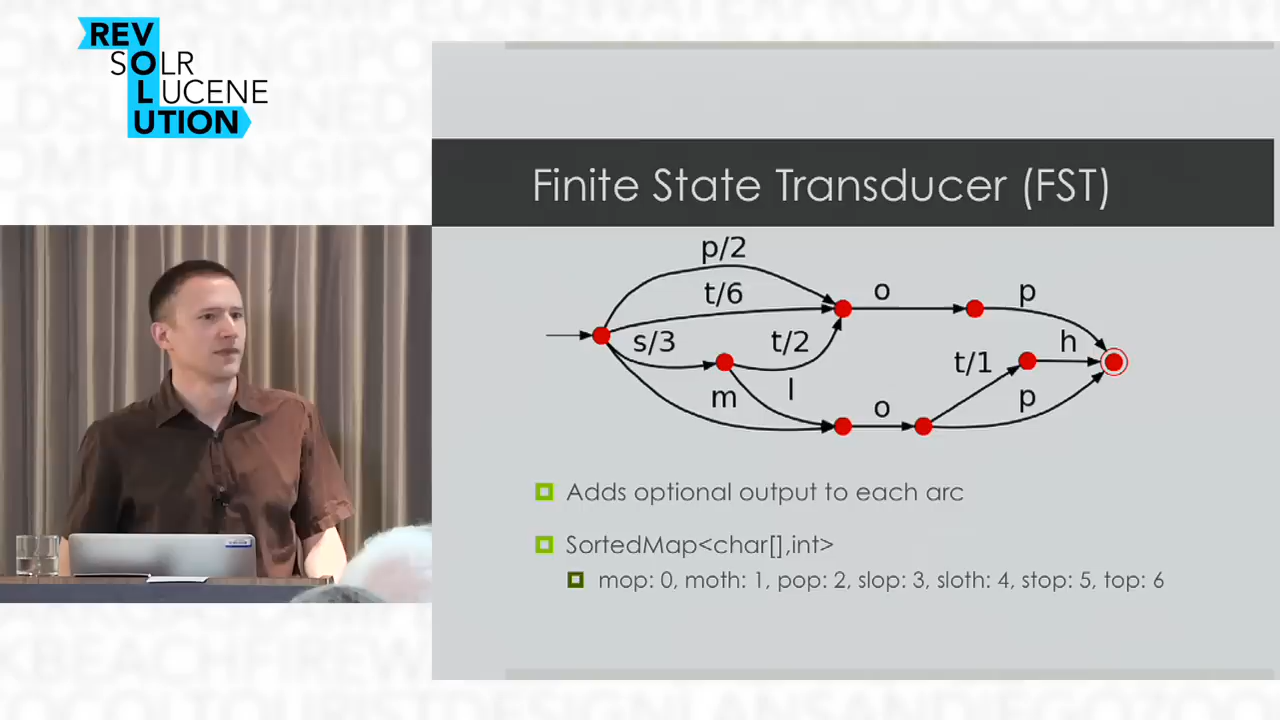 REV
SOLR
LUCENE
UTION
Finite State Transducer (FST)
p/2
t/6
o
p
s/3
t/2
t/1
h
m
l
o
p
Adds optional output to each arc
SortedMap<char[],int>
mop: 0, moth: 1, pop: 2, slop: 3, sloth: 4, stop: 5, top: 6